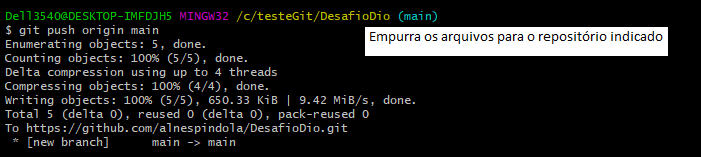 Dell3540@DESKTOP-IMFDJH5 MINGW32 /c/testeGit/DesafioDio (main)
$ git push origin main
Empurra os arquivos para o repositório indicado
Enumerating objects: 5, done.
Counting objects: 100% (5/5), done.
Delta compression using up to 4 threads
Compressing objects: 100% (4/4), done.
Writing objects: 100% (5/5), 650.33 KiB | 9.42 MiB/s, done.
Total 5 (delta 0), reused 0 (delta 0), pack-reused 0
To https://github.com/alnespindola/DesafioDio.git
 * [new branch]      main -> main